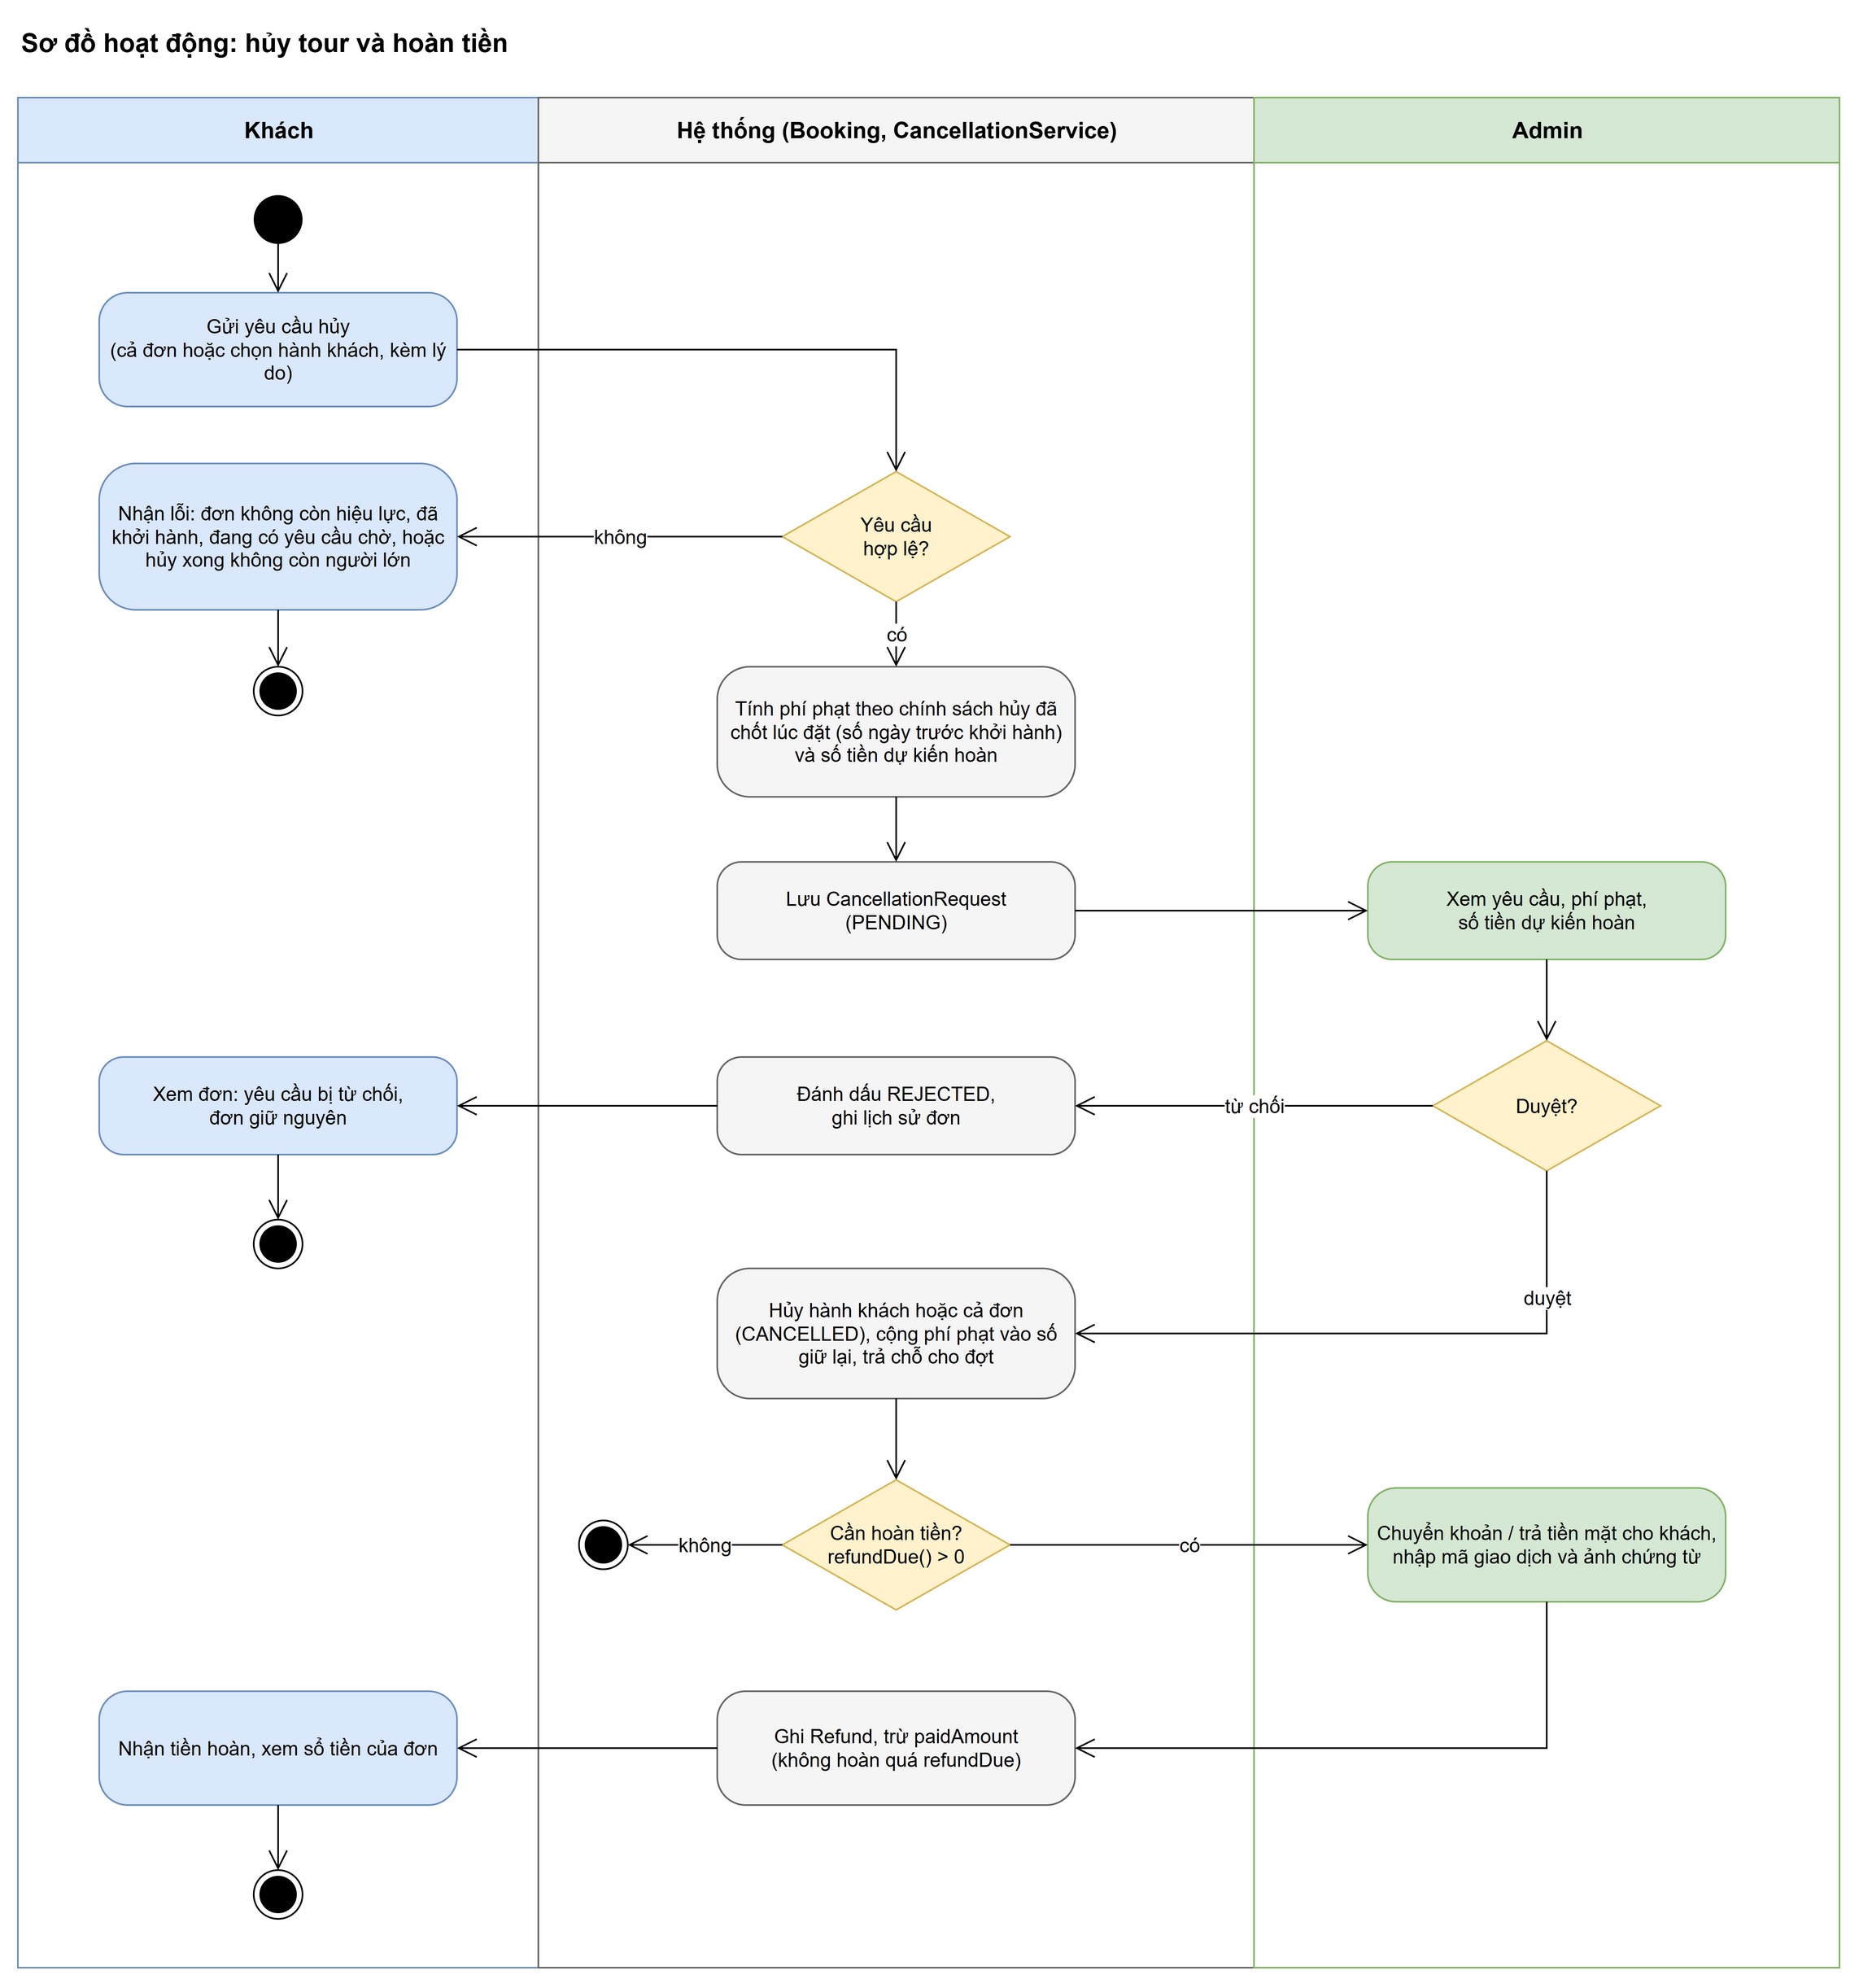 Sơ đồ hoạt động: hủy tour và hoàn tiền
Khách
Hệ thống (Booking, CancellationService)
Admin
Gửi yêu cầu hủy
(cả đơn hoặc chọn hành khách, kèm lý
do)
Nhận lỗi: đơn không còn hiệu lực, đã
khởi hành, đang có yêu cầu chờ, hoặc
hủy xong không còn người lớn
không
Yêu cầu
hợp lệ?
có
Tính phí phạt theo chính sách hủy đã
chốt lúc đặt (số ngày trước khởi hành)
và số tiền dự kiến hoàn
Lưu CancellationRequest
(PENDING)
Xem yêu cầu, phí phạt,
số tiền dự kiến hoàn
Xem đơn: yêu cầu bị từ chối,
đơn giữ nguyên
Đánh dấu REJECTED,
ghi lịch sử đơn
từ chối
Duyệt?
duyệt
Hủy hành khách hoặc cả đơn
(CANCELLED), cộng phí phạt vào số
giữ lại, trả chỗ cho đợt
không
Cần hoàn tiền?
refundDue() > 0
có
Chuyển khoản / trả tiền mặt cho khách,
nhập mã giao dịch và ảnh chứng từ
Nhận tiền hoàn, xem sổ tiền của đơn
Ghi Refund, trừ paidAmount
(không hoàn quá refundDue)